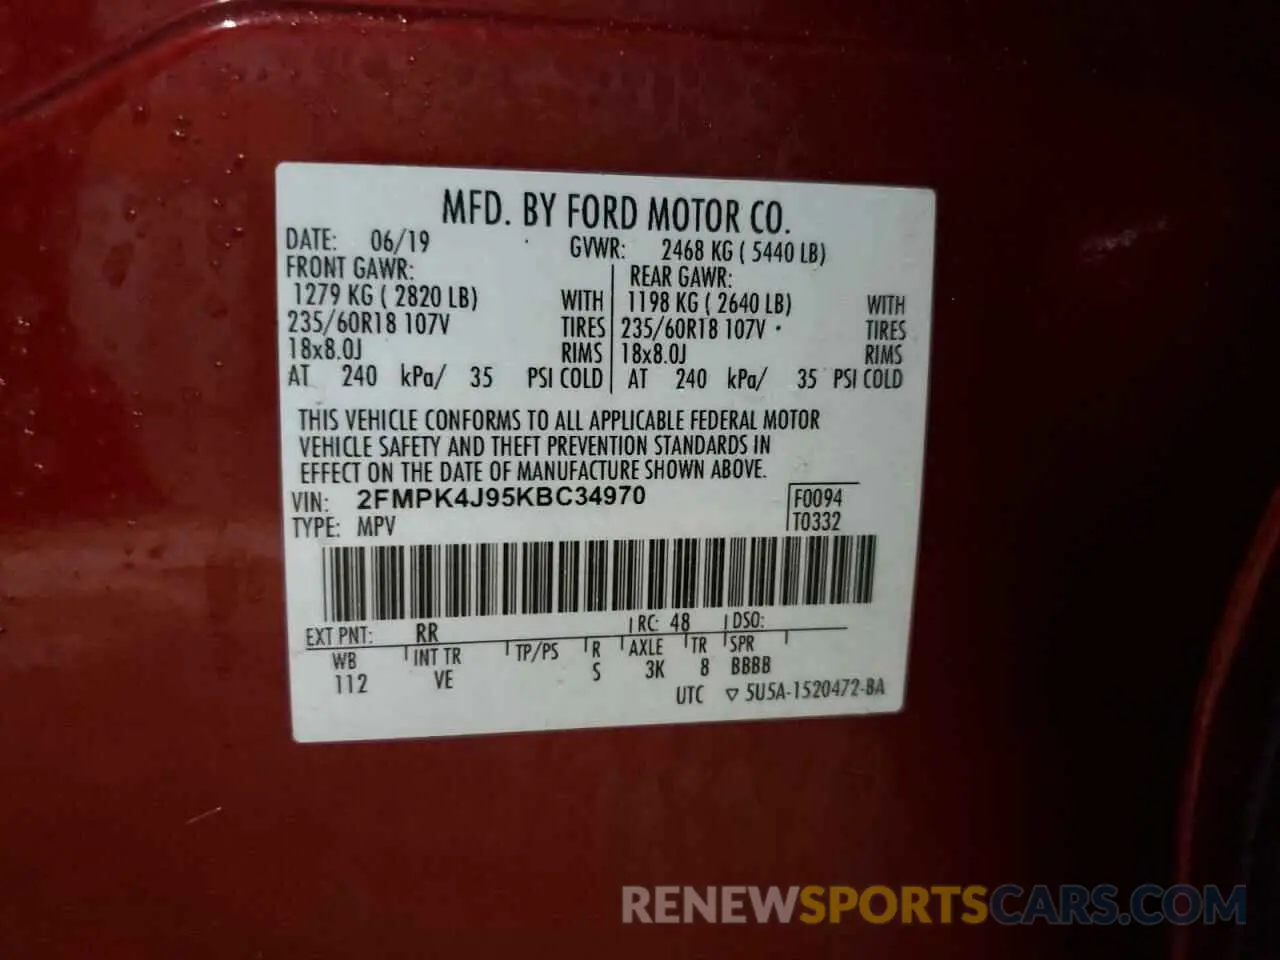 MFD. BY FORD MOTOR CO.
DATE: 06/19 GVWR: 2468 KG ( 5440 LB)
FRONT GAWR: REAR GAWR:
1279 KG ( 2820 LB) WITH 1198 KG ( 2640 LB) WITH
235/60R18 107V TIRES 235/60R18 107V TIRES
18x8.0J RIMS 18x8.0J RIMS
AT 240 kPa/ 35 PSI COLD AT 240 kPa/ 35 PSI COLD
THIS VEHICLE CONFORMS TO ALL APPLICABLE FEDERAL MOTOR
VEHICLE SAFETY AND THEFT PREVENTION STANDARDS IN
EFFECT ON THE DATE OF MANUFACTURE SHOWN ABOVE.
VIN: 2FMPK4J95KBC34970 F0094
TYPE: MPV T0332
EXT PNT: RR RC: 48 DSO:
WB INT TR TP/PS R AXLE TR SPR
112 VE S 3K 8 BBBB
UTC ▽ 5U5A-1520472-BA
RENEWSPORTSCARS.COM